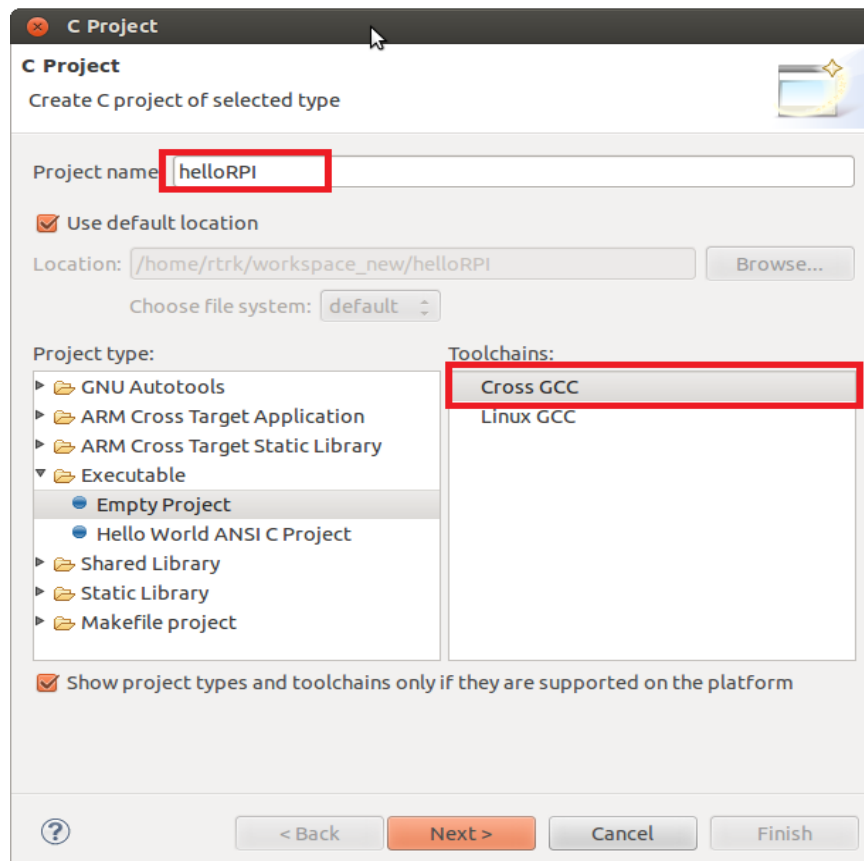 C Project
C Project
Create C project of selected type
Project name helloRPI
Use default location
Location: /home/rtrk/workspace_new/helloRPI Browse...
Choose file system: default
Project type: Toolchains:
GNU Autotools Cross GCC
ARM Cross Target Application Linux GCC
ARM Cross Target Static Library
Executable
Empty Project
Hello World ANSI C Project
Shared Library
Static Library
Makefile project
Show project types and toolchains only if they are supported on the platform
? < Back Next > Cancel Finish